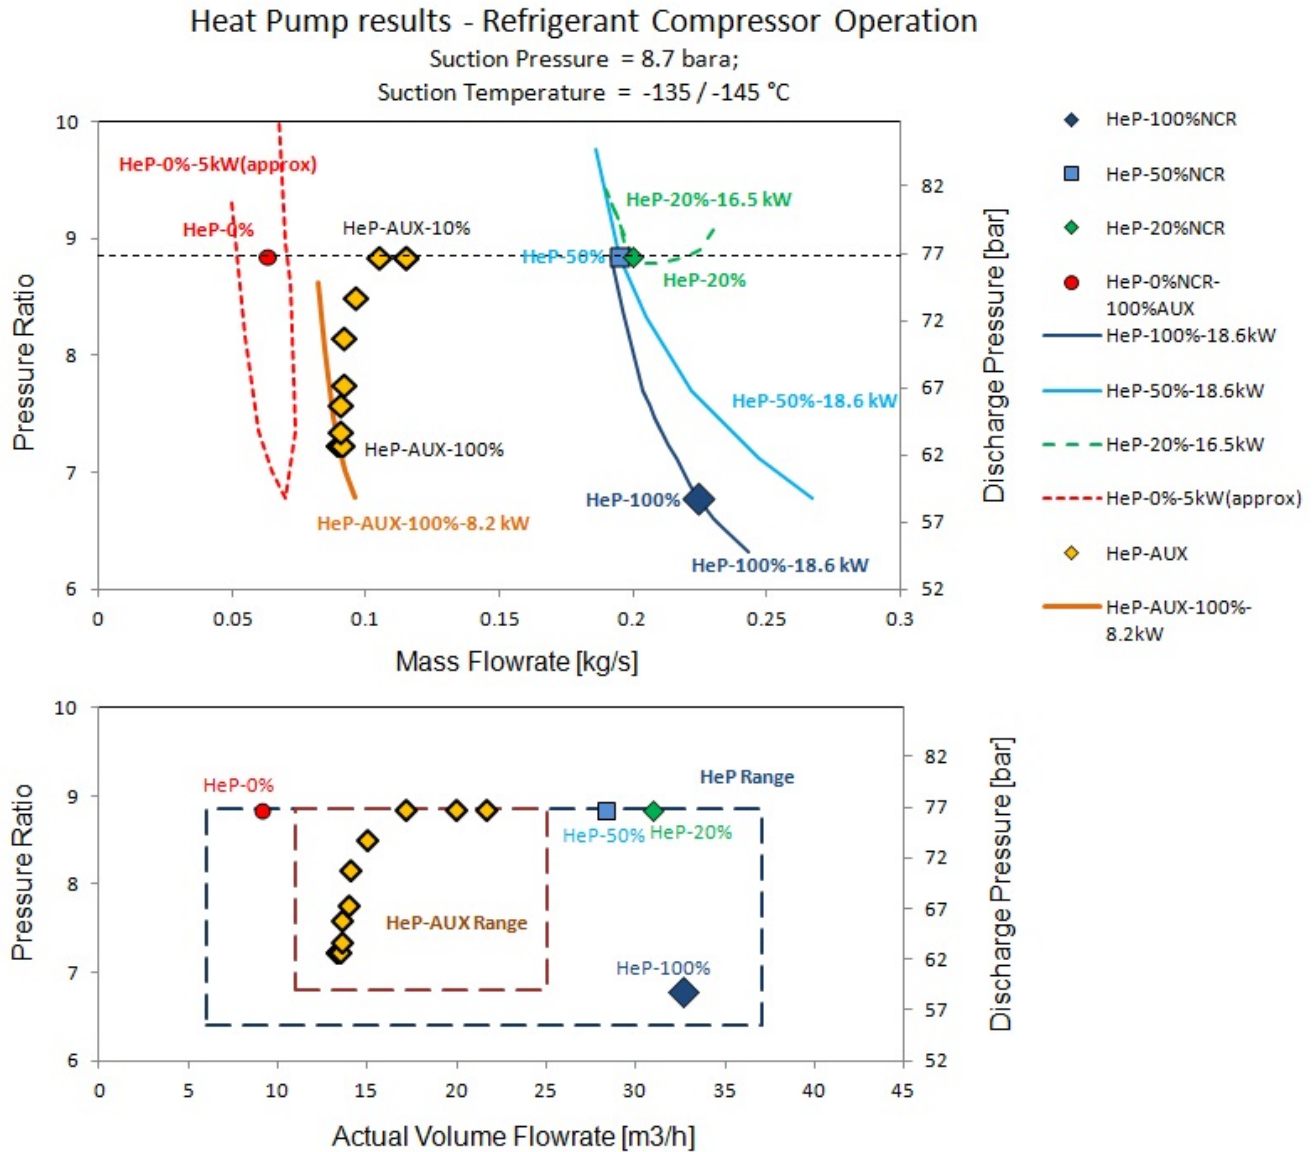 Heat Pump results - Refrigerant Compressor Operation
Suction Pressure = 8.7 bara;
Suction Temperature = -135 / -145 °C
10
9
8
7
6
Pressure Ratio
82
77
72
67
62
57
52
Discharge Pressure [bar]
0
0.05
0.1
0.15
0.2
0.25
0.3
Mass Flowrate [kg/s]
HeP-0%-5kW(approx)
HeP-0%
HeP-AUX-10%
HeP-20%-16.5 kW
HeP-50%
HeP-20%
HeP-50%-18.6 kW
HeP-AUX-100%
HeP-100%
HeP-AUX-100%-8.2 kW
HeP-100%-18.6 kW
HeP-100%NCR
HeP-50%NCR
HeP-20%NCR
HeP-0%NCR-
100%AUX
HeP-100%-18.6kW
HeP-50%-18.6kW
HeP-20%-16.5kW
HeP-0%-5kW(approx)
HeP-AUX
HeP-AUX-100%-
8.2kW
10
9
8
7
6
Pressure Ratio
82
77
72
67
62
57
52
Discharge Pressure [bar]
HeP-0%
HeP Range
HeP-50%
HeP-20%
HeP-AUX Range
HeP-100%
0
5
10
15
20
25
30
35
40
45
Actual Volume Flowrate [m3/h]